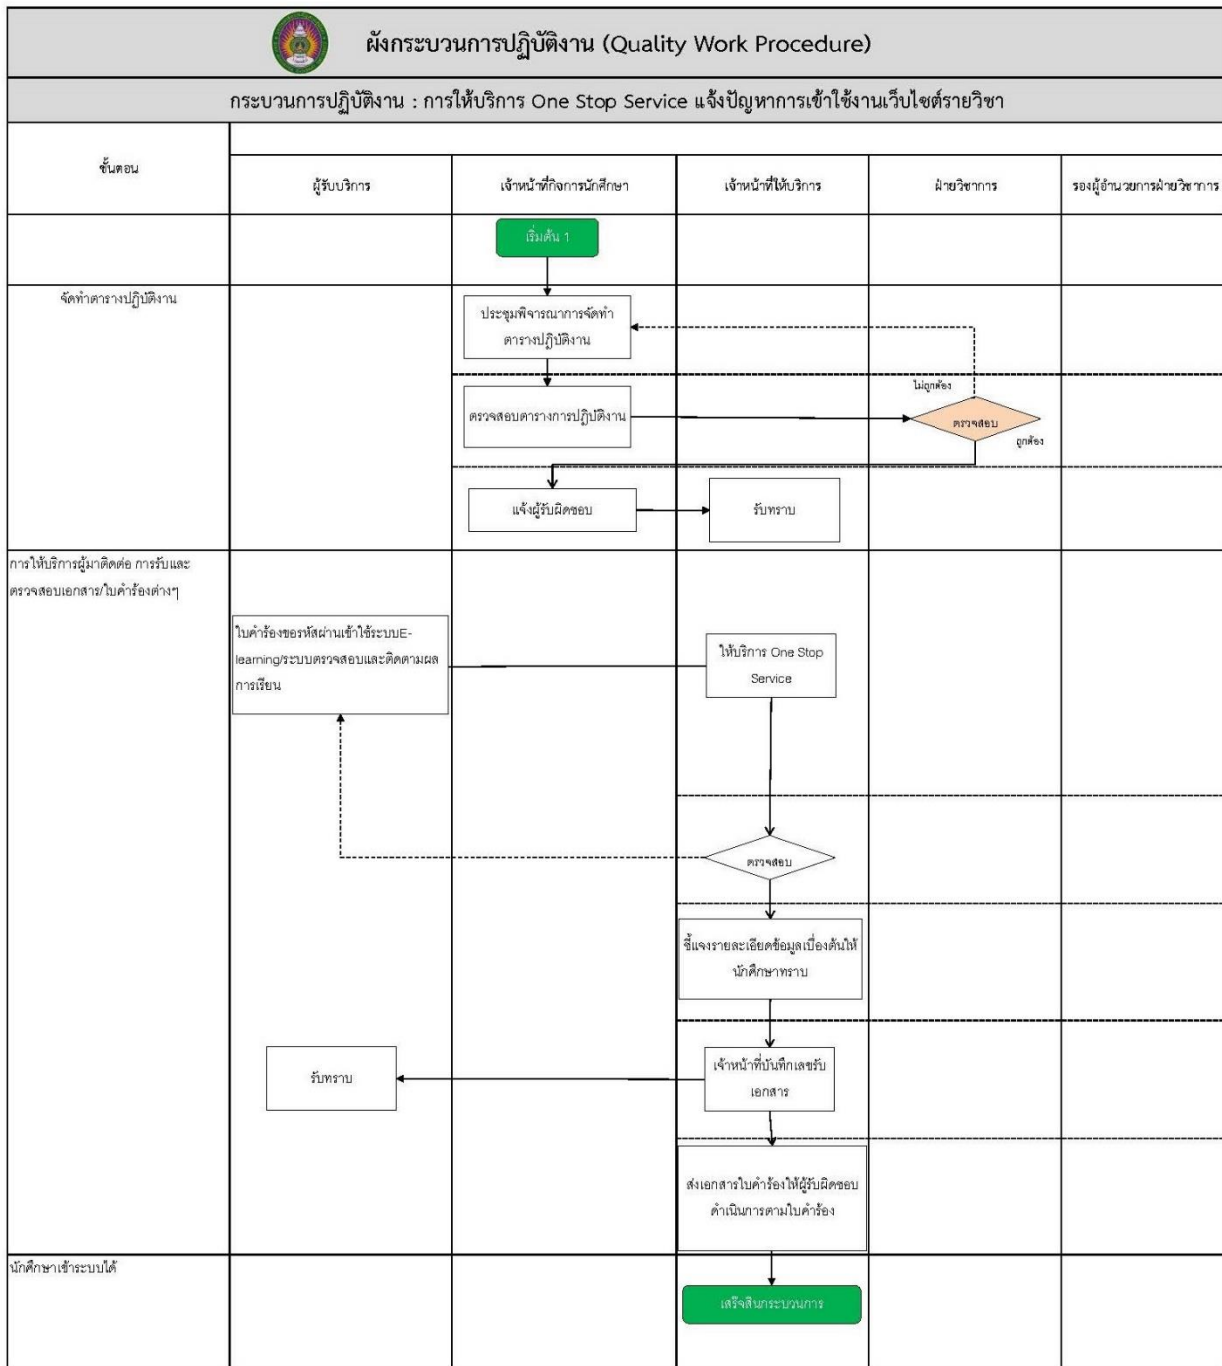 ผังกระบวนการปฏิบัติงาน (Quality Work Procedure)
กระบวนการปฏิบัติงาน : การให้บริการ One Stop Service แจ้งปัญหาการเข้าใช้งานเว็บไซต์รายวิชา
ขั้นตอน
ผู้รับบริการ
เจ้าหน้าที่กิจการนักศึกษา
เจ้าหน้าที่ให้บริการ
ฝ่ายวิชาการ
รองผู้อำนวยการฝ่ายวิชาการ
เริ่มต้น 1
จัดทำตารางปฏิบัติงาน
ประชุมพิจารณาการจัดทำ
ตารางปฏิบัติงาน
ไม่ถูกต้อง
ตรวจสอบตารางการปฏิบัติงาน
ตรวจสอบ
ถูกต้อง
แจ้งผู้รับผิดชอบ
รับทราบ
การให้บริการผู้มาติดต่อ การรับและ
ตรวจสอบเอกสาร/ใบคำร้องต่างๆ
ใบคำร้องขอรหัสผ่านเข้าใช้ระบบE-
learning/ระบบตรวจสอบและติดตามผล
การเรียน
ให้บริการ One Stop
Service
ตรวจสอบ
ชี้แจงรายละเอียดข้อมูลเบื่องต้นให้
นักศึกษาทราบ
รับทราบ
เจ้าหน้าที่บันทึกเลขรับ
เอกสาร
ส่งเอกสารใบคำร้องให้ผู้รับผิดชอบ
ดำเนินการตามใบคำร้อง
นักศึกษาเข้าระบบได้
เสร็จสินกระบวนการ